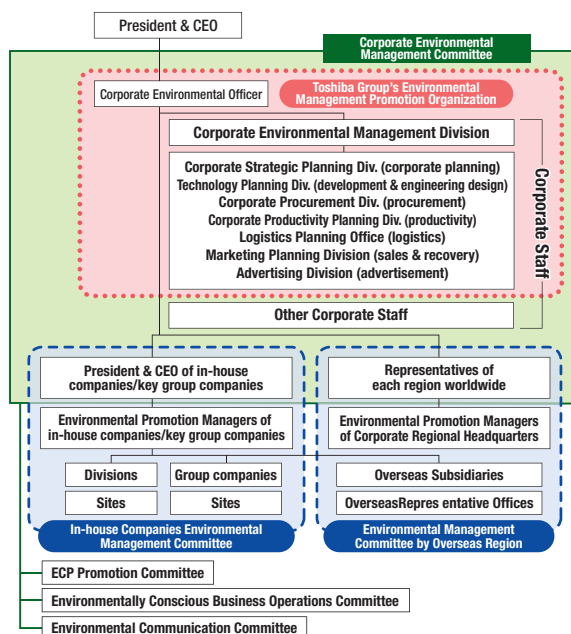 President & CEO
Corporate Environmental
Management Committee
Corporate Environmental Officer
Toshiba Group's Environmental
Management Promotion Organization
Corporate Environmental Management Division
Corporate Strategic Planning Div. (corporate planning)
Technology Planning Div. (development & engineering design)
Corporate Procurement Div. (procurement)
Corporate Productivity Planning Div. (productivity)
Logistics Planning Office (logistics)
Marketing Planning Division (sales & recovery)
Advertising Division (advertisement)
Corporate Staff
Other Corporate Staff
President & CEO of in-house
companies/key group companies
Representatives of
each region worldwide
Environmental Promotion Managers of
in-house companies/key group companies
Environmental Promotion Managers
of Corporate Regional Headquarters
Divisions
Group companies
Overseas Subsidiaries
Sites
Sites
OverseasRepres entative Offices
In-house Companies Environmental
Management Committee
Environmental Management
Committee by Overseas Region
ECP Promotion Committee
Environmentally Conscious Business Operations Committee
Environmental Communication Committee